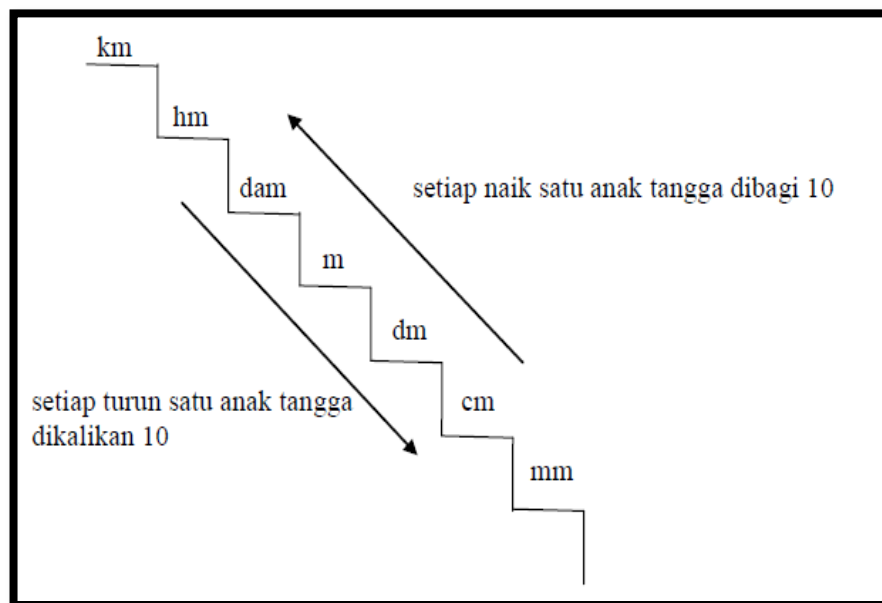 km
hm
dam
setiap naik satu anak tangga dibagi 10
m
dm
setiap turun satu anak tangga
dikalikan 10
cm
mm